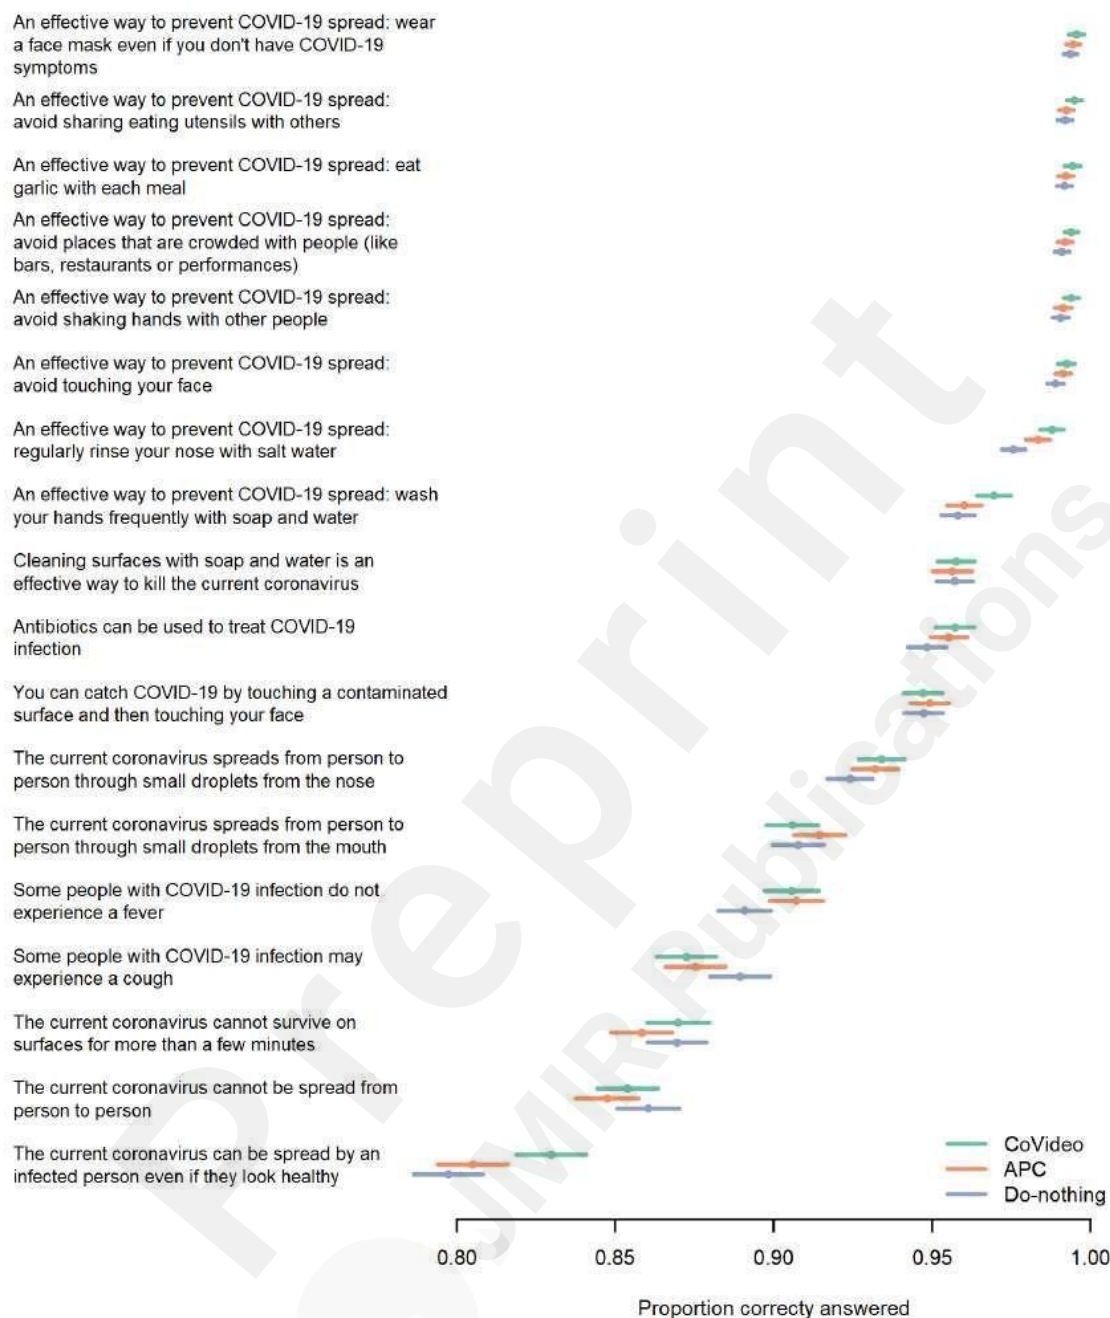 An effective way to prevent COVID-19 spread: wear
a face mask even if you don't have COVID-19
symptoms
An effective way to prevent COVID-19 spread:
avoid sharing eating utensils with others
An effective way to prevent COVID-19 spread: eat
garlic with each meal
An effective way to prevent COVID-19 spread:
avoid places that are crowded with people (like
bars, restaurants or performances)
An effective way to prevent COVID-19 spread:
avoid shaking hands with other people
An effective way to prevent COVID-19 spread:
avoid touching your face
An effective way to prevent COVID-19 spread:
regularly rinse your nose with salt water
An effective way to prevent COVID-19 spread: wash
your hands frequently with soap and water
Cleaning surfaces with soap and water is an
effective way to kill the current coronavirus
Antibiotics can be used to treat COVID-19
infection
You can catch COVID-19 by touching a contaminated
surface and then touching your face
The current coronavirus spreads from person to
person through small droplets from the nose
The current coronavirus spreads from person to
person through small droplets from the mouth
Some people with COVID-19 infection do not
experience a fever
Some people with COVID-19 infection may
experience a cough
The current coronavirus cannot survive on
surfaces for more than a few minutes
The current coronavirus cannot be spread from
person to person
The current coronavirus can be spread by an
infected person even if they look healthy
CoVideo
APC
Do-nothing
0.80 0.85 0.90 0.95 1.00
Proportion correcty answered
Preprint
JMIR Publications